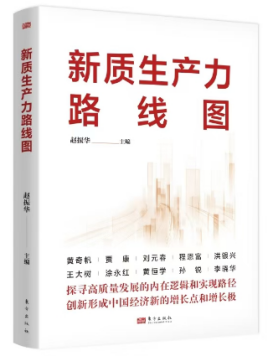 新质生产力
路线图
赵振华
主编
新质生产力
路线图
赵振华 主编
黄奇帆 贾康 刘元春 程恩富 洪银兴
王大树 涂永红 黄恒学 孙锐 李晓华
探寻高质量发展的内在逻辑和实现路径
创新形成中国经济新的增长点和增长极
东方出版社